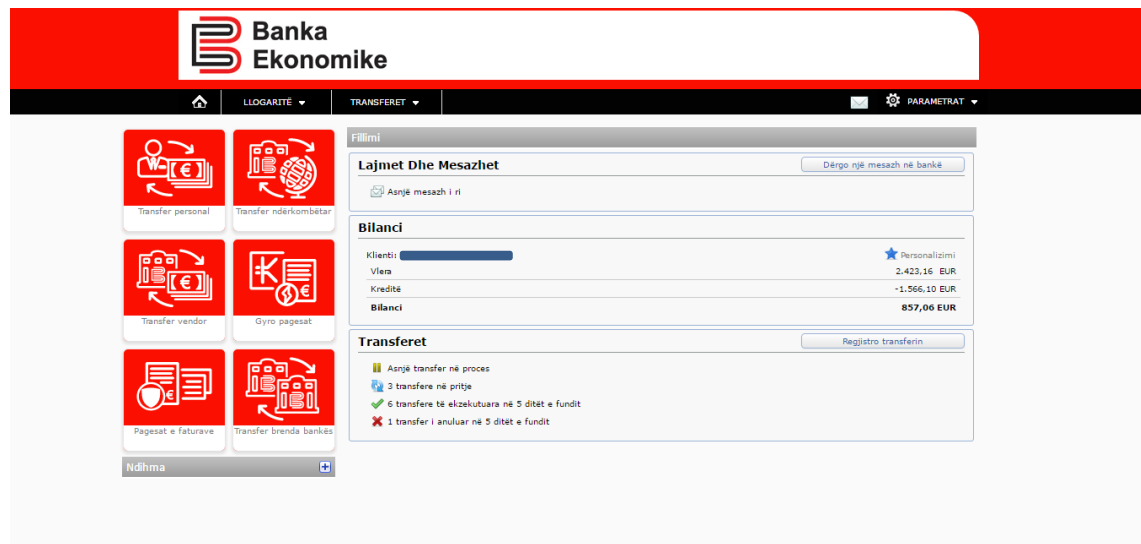 Banka
Ekonomike
LLOGARITË
TRANSFERET
PARAMETRAT
Transfer personal
Transfer ndërkombëtar
Transfer vendor
Gyro pagesat
Pagesat e faturave
Transfer brenda bankës
Ndihma
Fillimi
Lajmet Dhe Mesazhet
Dërgo një mesazh në bankë
Asnjë mesazh i ri
Bilanci
Klienti:
Personalizimi
Vlera 2.423,16 EUR
Kreditë -1.566,10 EUR
Bilanci 857,06 EUR
Transferet
Regjistro transferin
Asnjë transfer në proces
3 transfere në pritje
6 transfere të ekzekutuara në 5 ditët e fundit
1 transfer i anuluar në 5 ditët e fundit